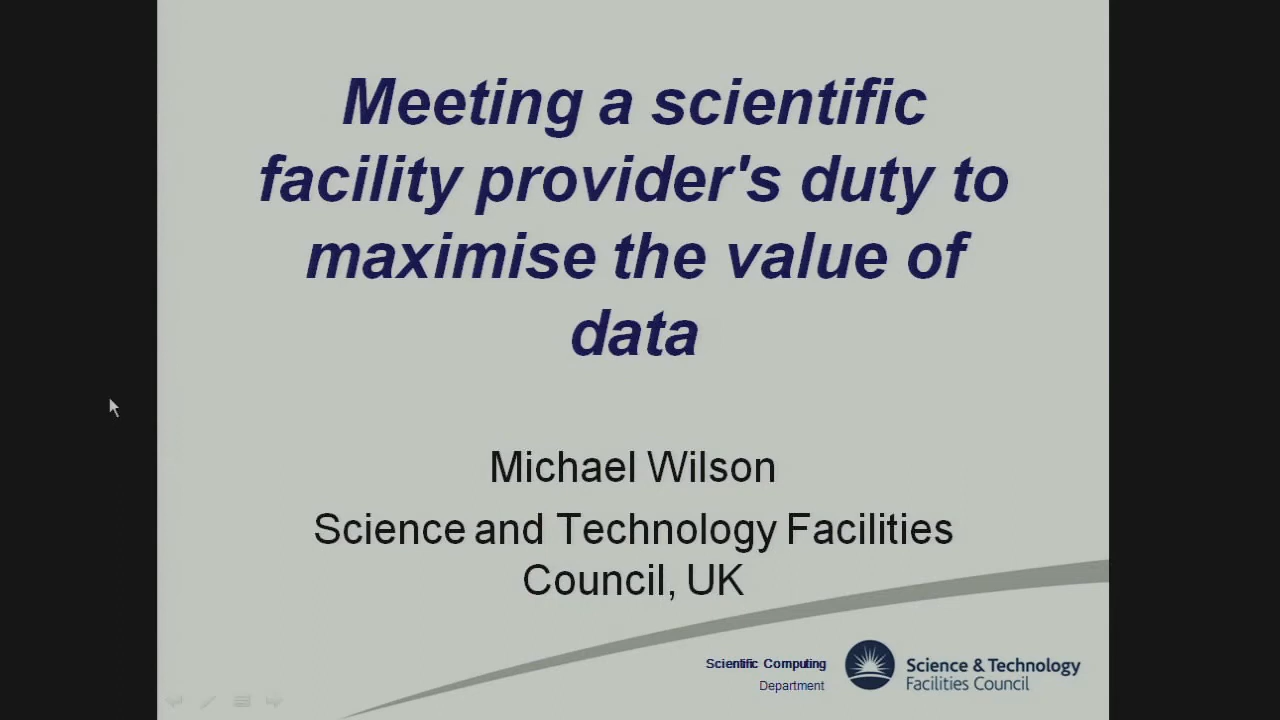 Meeting a scientific
facility provider's duty to
maximise the value of
data
Michael Wilson
Science and Technology Facilities
Council, UK
Scientific Computing
Department
Science & Technology
Facilities Council